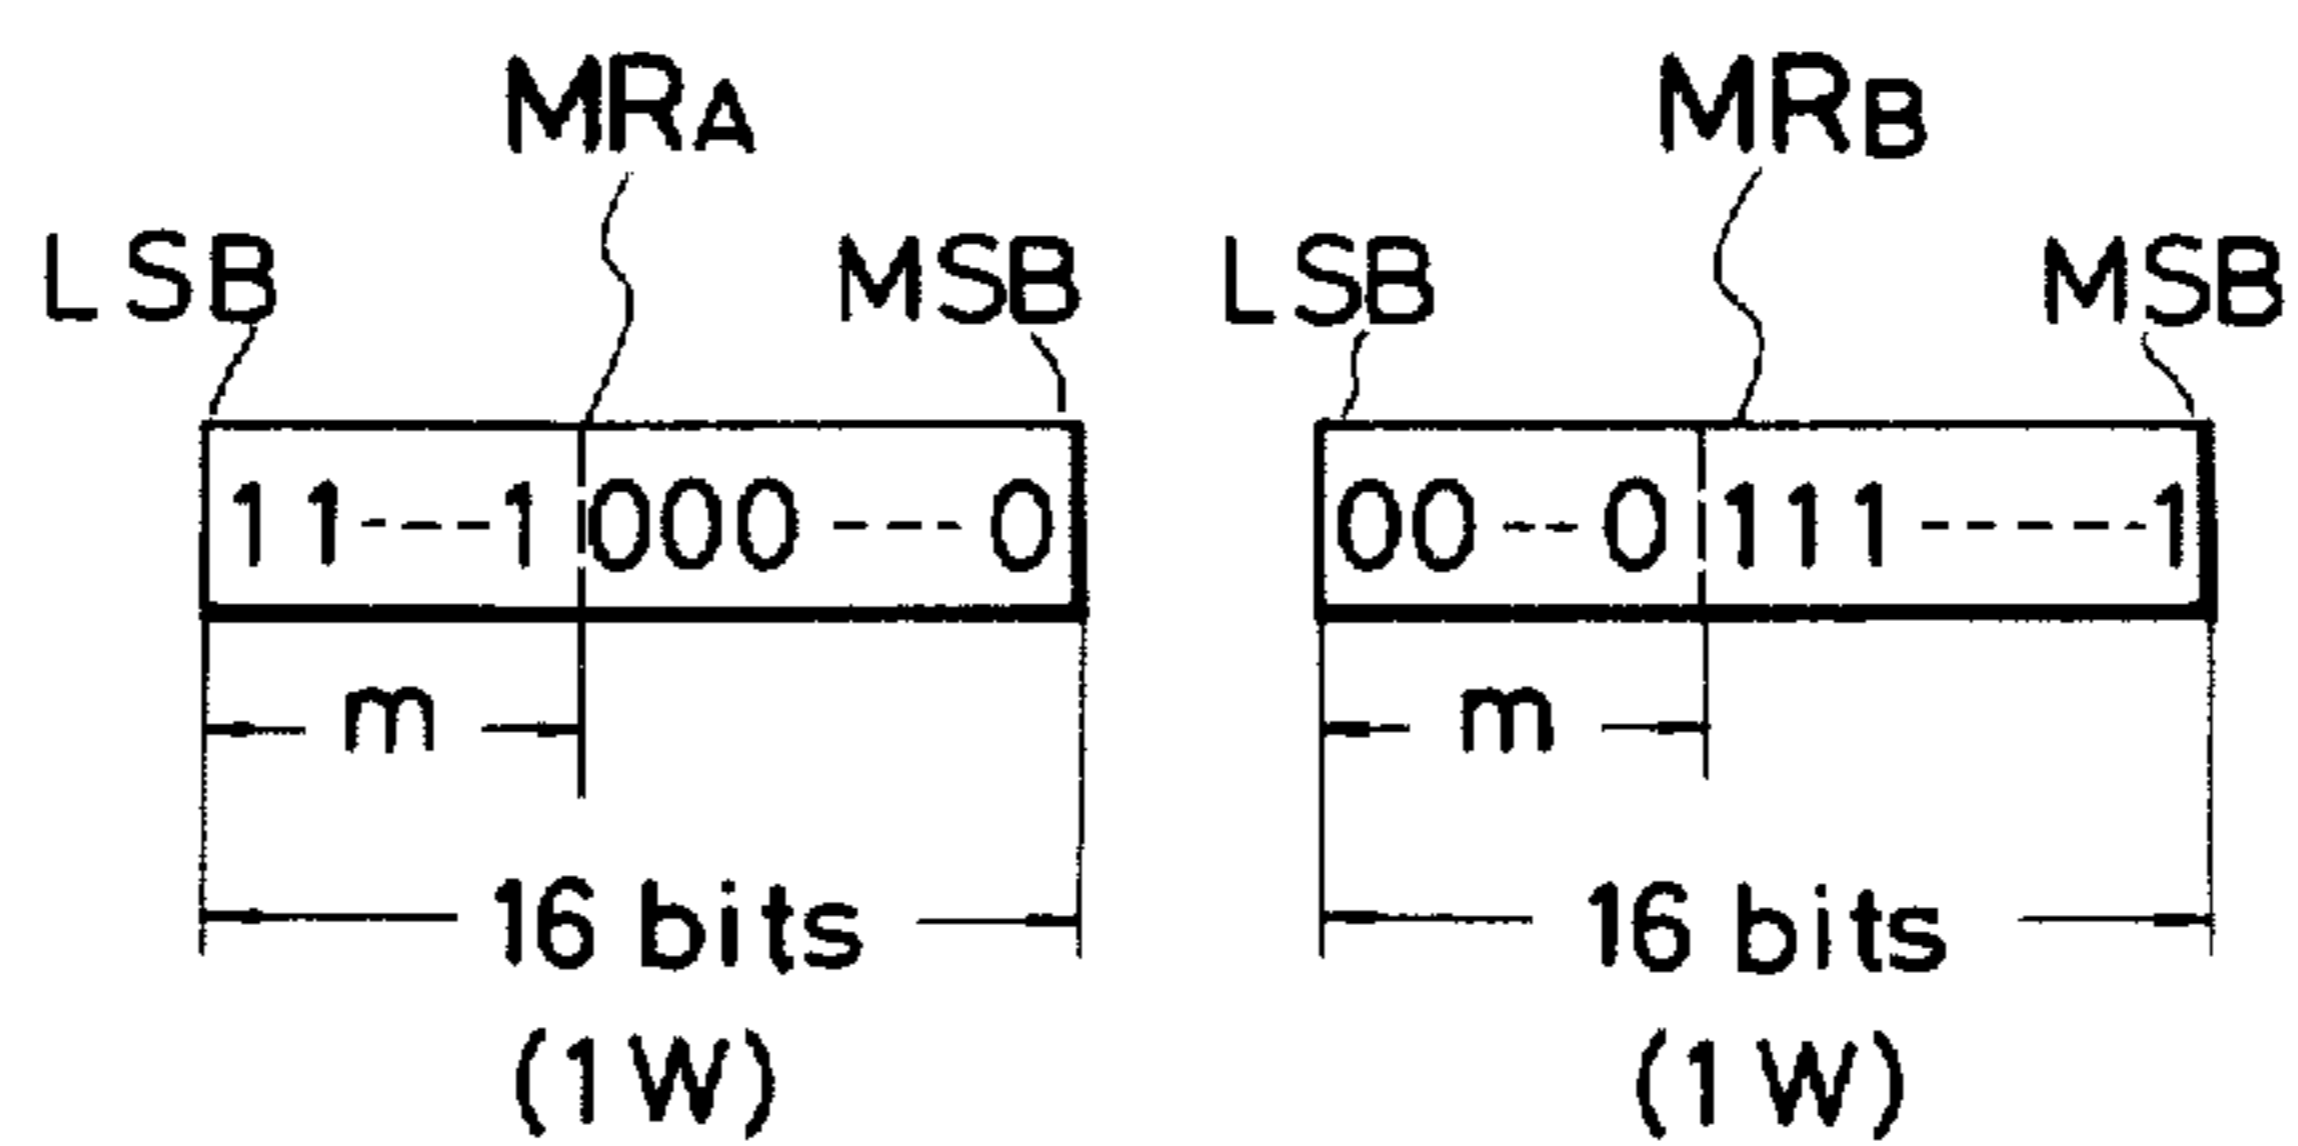 MRA MRB
LSB MSB LSB MSB
11---1 000---0 00--0 111-----1
m m
16 bits 16 bits
(1W) (1W)